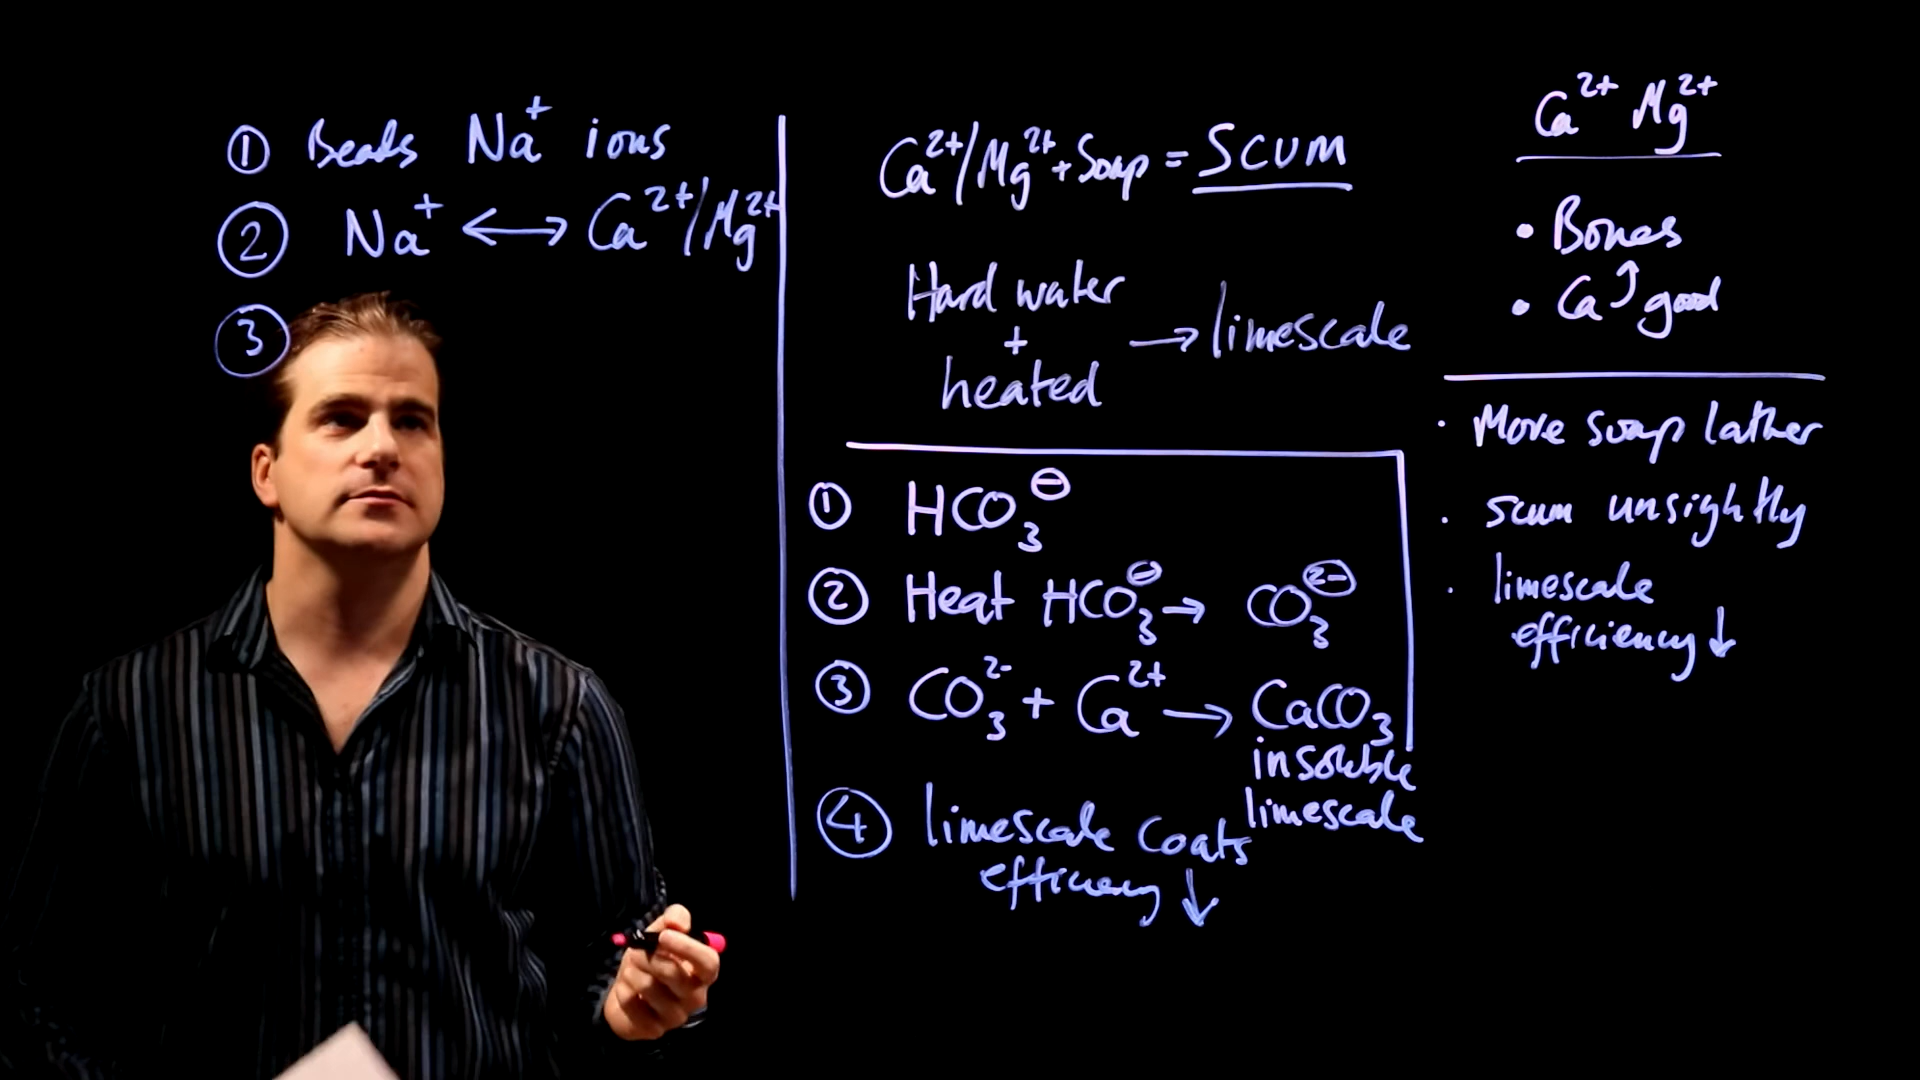 ① Beads Na⁺ ions
② Na⁺ ⟷ Ca²⁺/Mg²⁺
③
Ca²⁺/Mg²⁺ + Soap = SCUM
Hard water
+
heated → limescale
① HCO₃⊖
② Heat HCO₃⊖ → CO₃²⁻
③ CO₃²⁻ + Ca²⁺ → CaCO₃
insoluble
limescale
④ limescale coats
efficiency ↓
Ca²⁺ Mg²⁺
• Bones
• Ca good
• More soap lather
• scum unsightly
• limescale
efficiency ↓